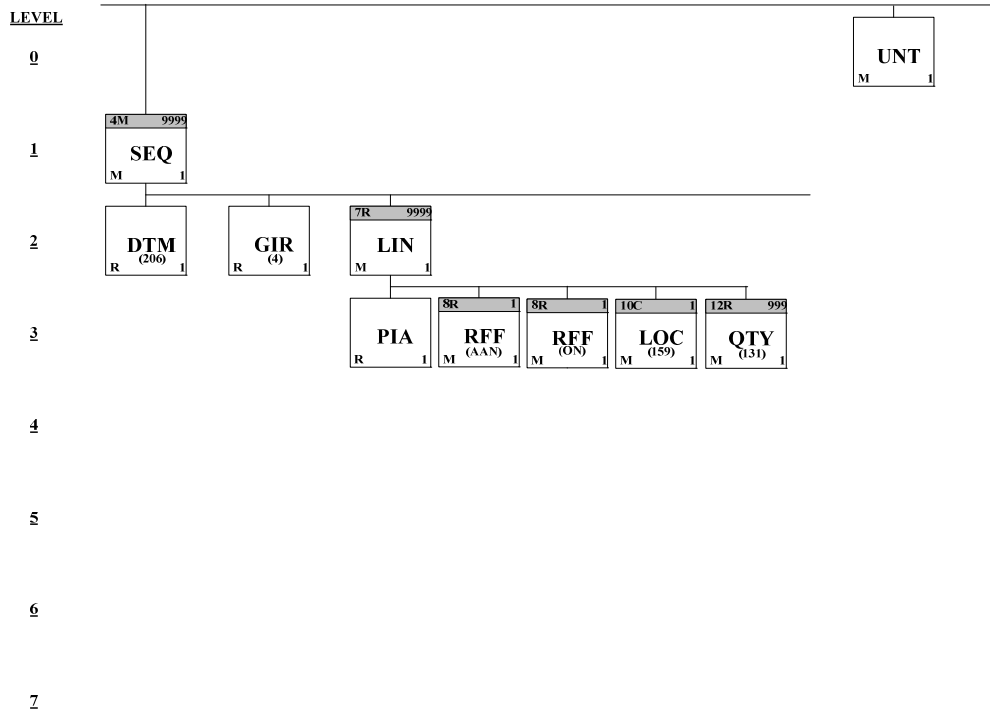 LEVEL
0
UNT
M 1
4M 9999
1
SEQ
M 1
7R 9999
2
DTM
(206)
R 1
GIR
(4)
R 1
LIN
M 1
3
PIA
R 1
8R 1
RFF
(AAN)
M 1
8R 1
RFF
(ON)
M 1
10C 1
LOC
(159)
M 1
12R 999
QTY
(131)
M 1
4
5
6
7